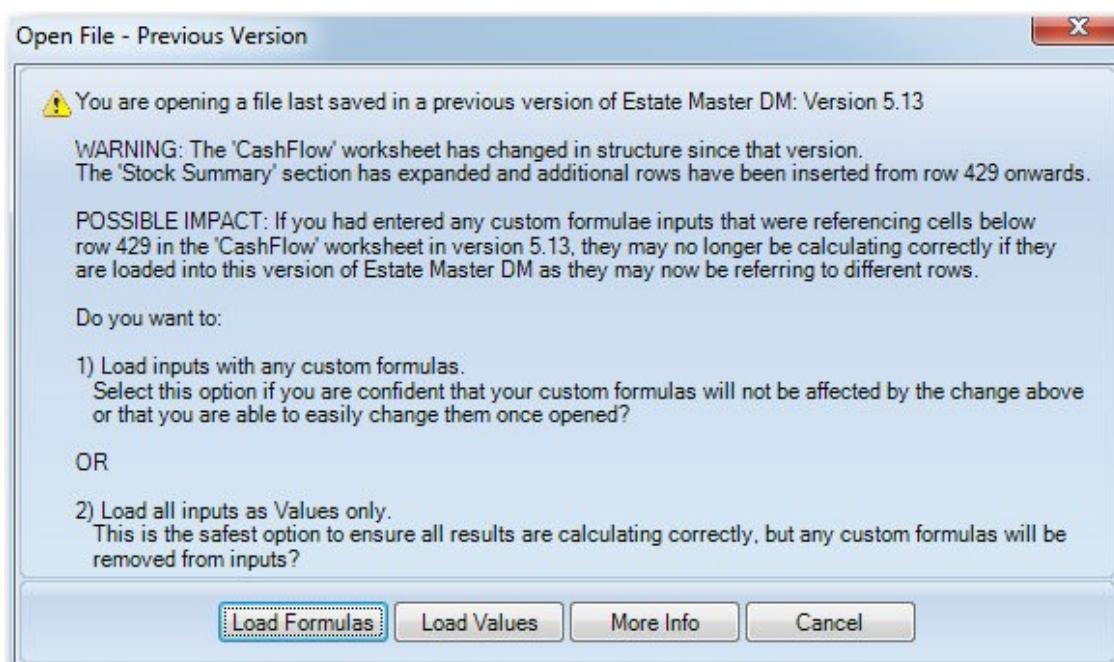 Open File - Previous Version
You are opening a file last saved in a previous version of Estate Master DM: Version 5.13
WARNING: The 'CashFlow' worksheet has changed in structure since that version.
The 'Stock Summary' section has expanded and additional rows have been inserted from row 429 onwards.
POSSIBLE IMPACT: If you had entered any custom formulae inputs that were referencing cells below
row 429 in the 'CashFlow' worksheet in version 5.13, they may no longer be calculating correctly if they
are loaded into this version of Estate Master DM as they may now be referring to different rows.
Do you want to:
1) Load inputs with any custom formulas.
Select this option if you are confident that your custom formulas will not be affected by the change above
or that you are able to easily change them once opened?
OR
2) Load all inputs as Values only.
This is the safest option to ensure all results are calculating correctly, but any custom formulas will be
removed from inputs?
Load Formulas Load Values More Info Cancel